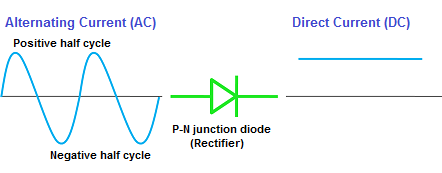 Alternating Current (AC)
Direct Current (DC)
Positive half cycle
P-N junction diode
(Rectifier)
Negative half cycle